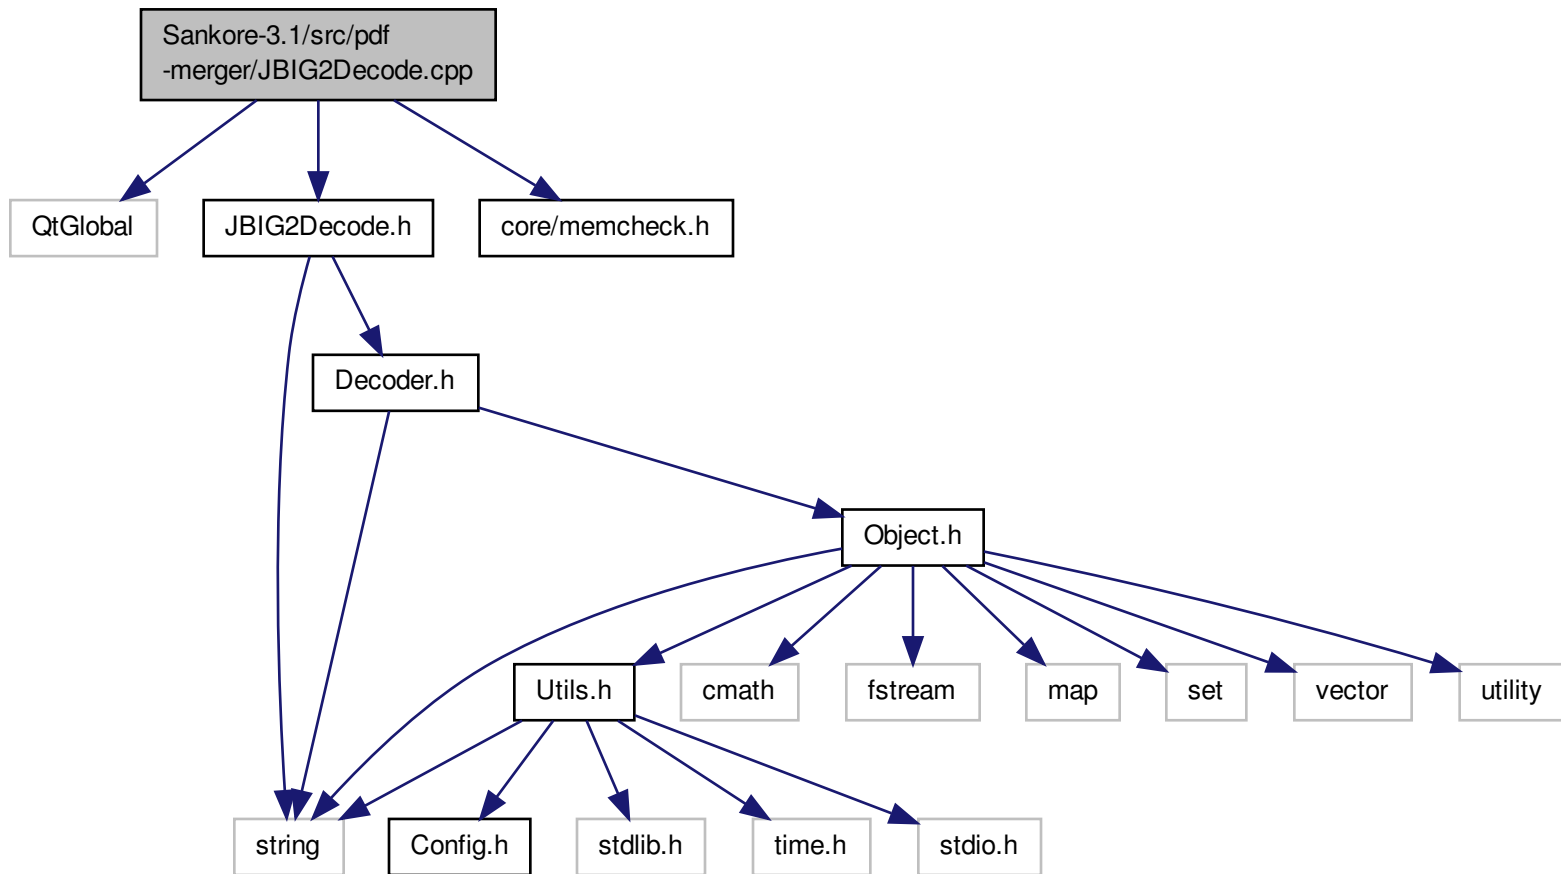 Sankore-3.1/src/pdf
-merger/JBIG2Decode.cpp
QtGlobal
JBIG2Decode.h
core/memcheck.h
Decoder.h
Object.h
Utils.h
cmath
fstream
map
set
vector
utility
string
Config.h
stdlib.h
time.h
stdio.h